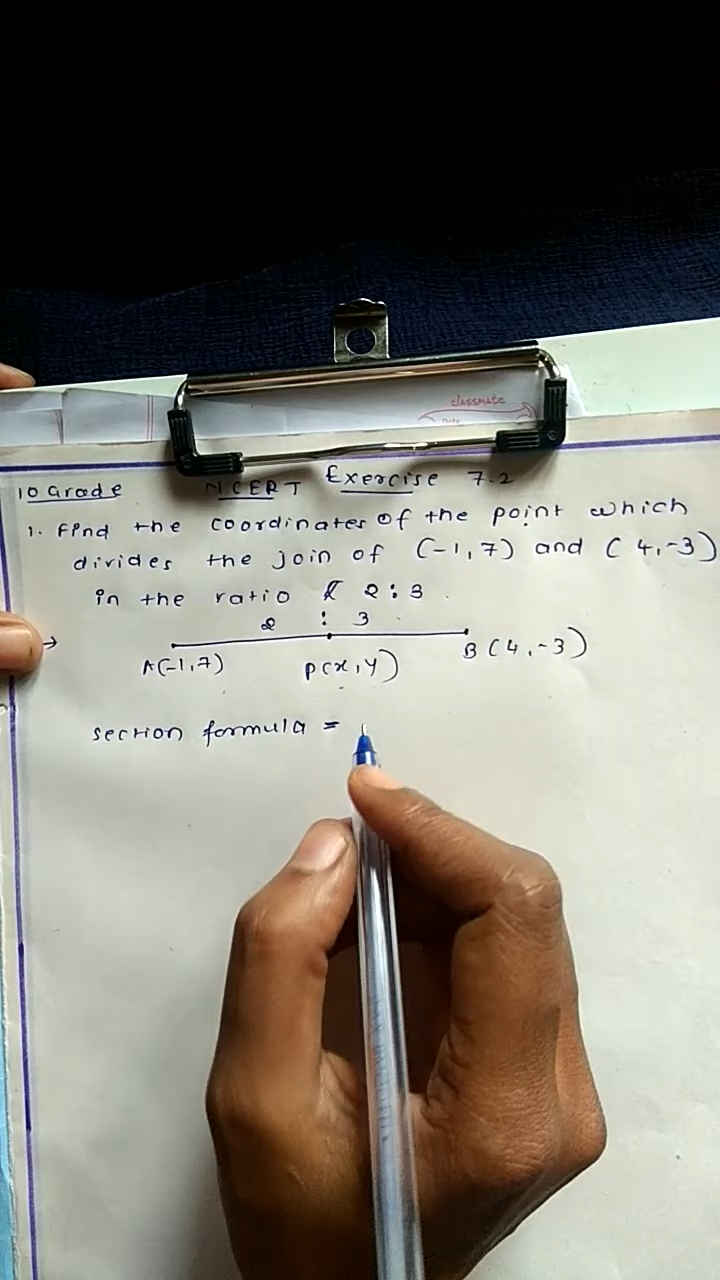 classmate
10 Grade NCERT Exercise 7.2
1. Find the coordinates of the point which
divides the join of (-1,7) and (4,-3)
in the ratio 2:3.
2 : 3
A(-1,7) P(x,y) B(4,-3)
section formula =